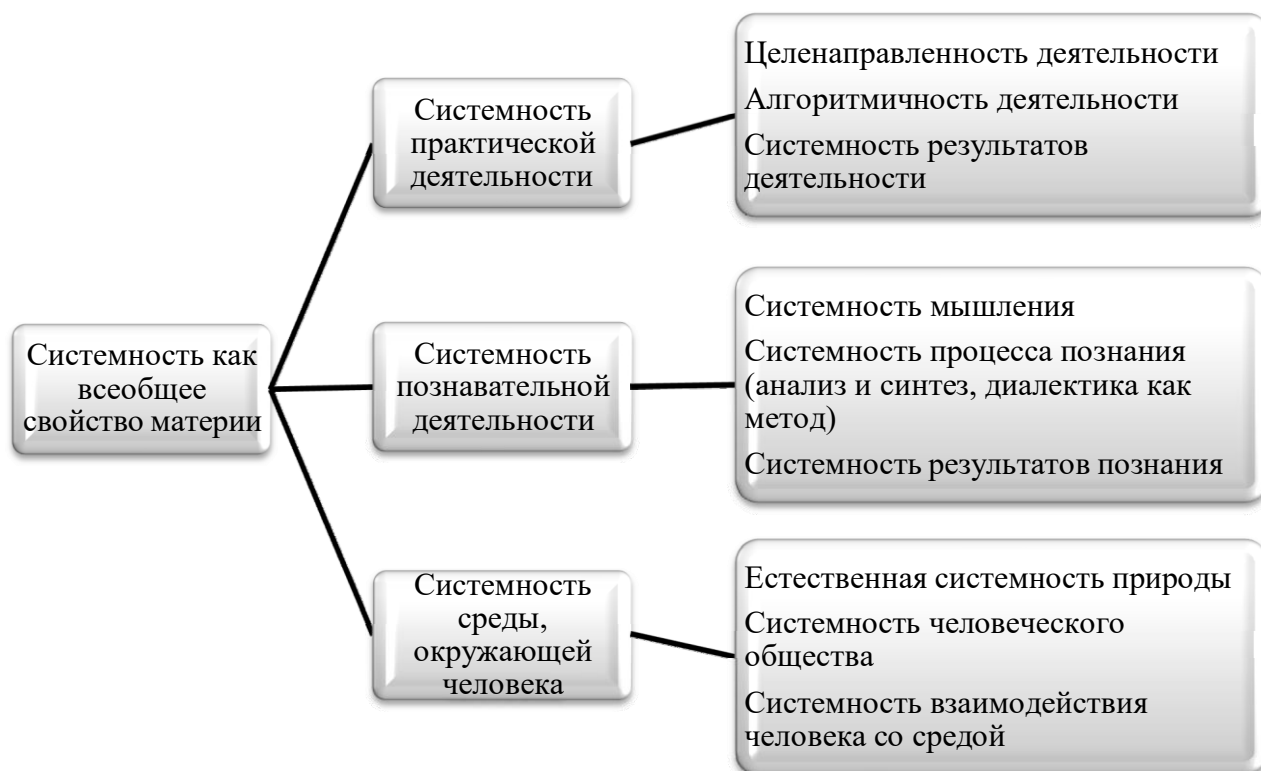 Системность как
всеобщее
свойство материи
Системность
практической
деятельности
Целенаправленность деятельности
Алгоритмичность деятельности
Системность результатов
деятельности
Системность
познавательной
деятельности
Системность мышления
Системность процесса познания
(анализ и синтез, диалектика как
метод)
Системность результатов познания
Системность
среды,
окружающей
человека
Естественная системность природы
Системность человеческого
общества
Системность взаимодействия
человека со средой